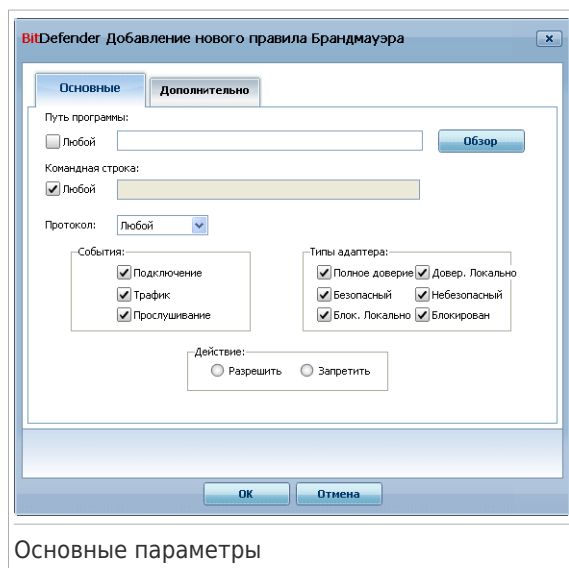 BitDefender Добавление нового правила Брандмауэра
Основные Дополнительно
Путь программы:
Любой Обзор
Командная строка:
Любой
Протокол: Любой
События: Типы адаптера:
Подключение Полное доверие Довер. Локально
Трафик Безопасный Небезопасный
Прослушивание Блок. Локально Блокирован
Действие:
Разрешить Запретить
OK Отмена
Основные параметры